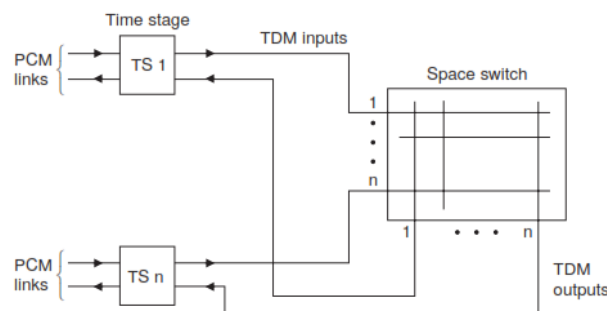 Time stage
PCM
links
TS 1
TDM inputs
Space switch
1
n
1
n
PCM
links
TS n
TDM
outputs